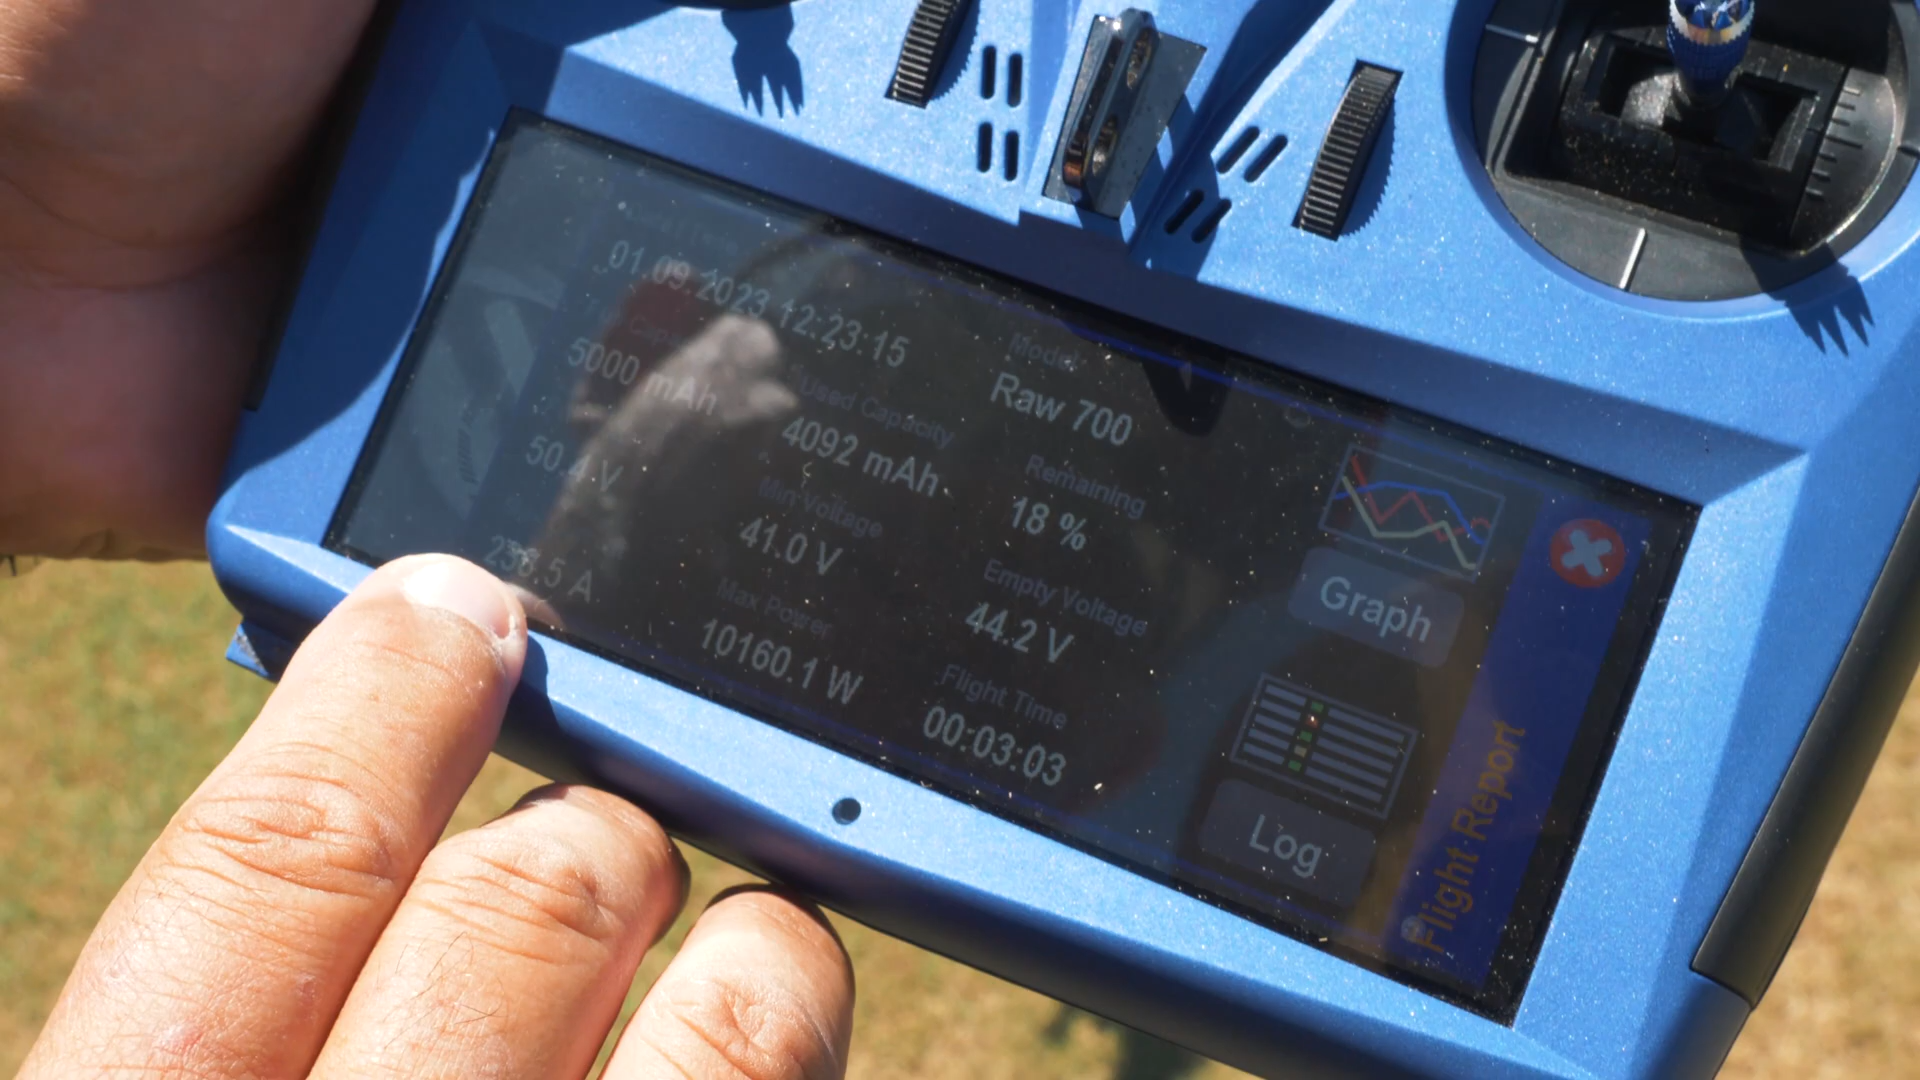 01.09.2023 12:23:15
Model
Raw 700
5000 mAh
Used Capacity
4092 mAh
Remaining
18 %
50.4 V
Min Voltage
41.0 V
Empty Voltage
44.2 V
Max Power
10160.1 W
Flight Time
00:03:03
Graph
Log
Flight Report